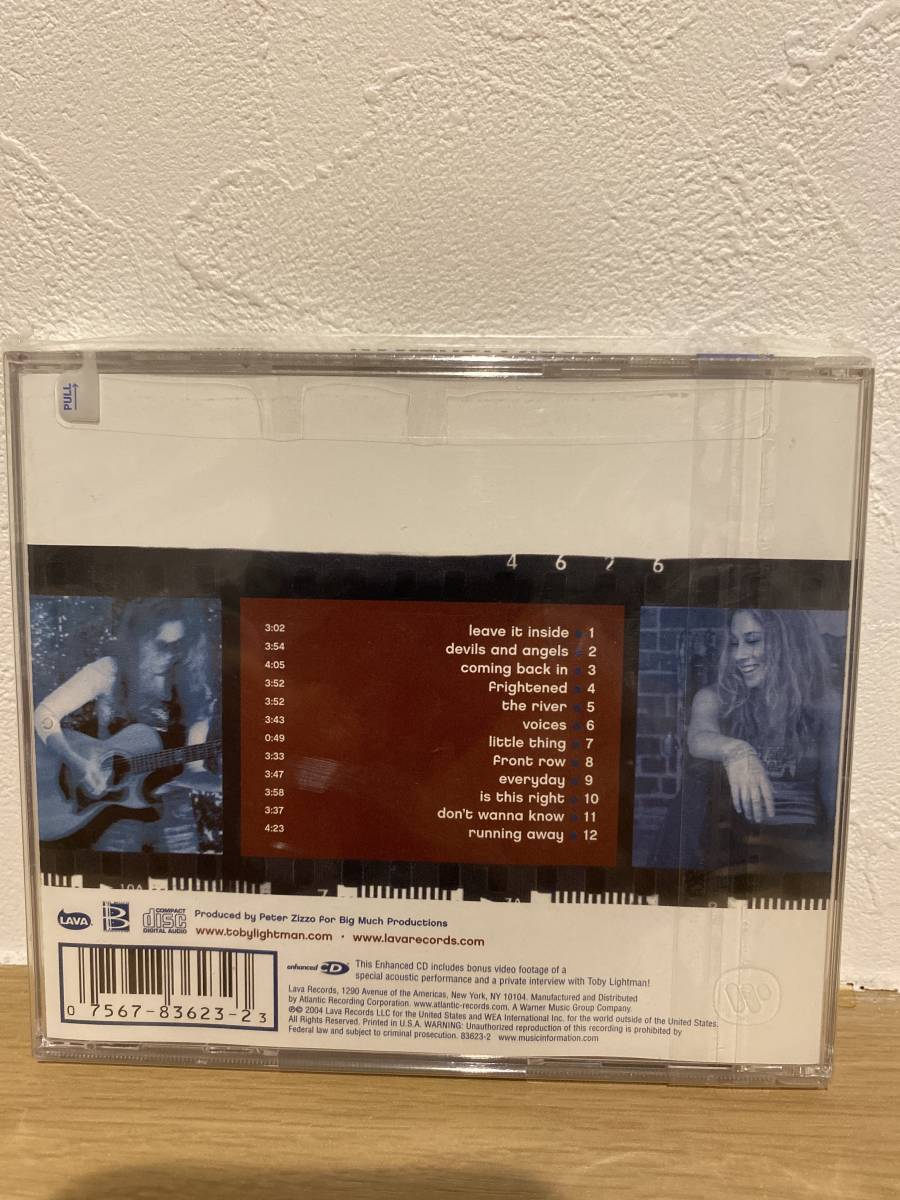 PULL
4 6 2 6
3:02 leave it inside 1
3:54 devils and angels 2
4:05 coming back in 3
3:52 frightened 4
3:52 the river 5
3:43 voices 6
0:49 little thing 7
3:33 front row 8
3:47 everyday 9
3:58 is this right 10
3:37 don't wanna know 11
4:23 running away 12
10A 7 7A 8
LAVA B COMPACT disc DIGITAL AUDIO
Produced by Peter Zizzo For Big Much Productions
www.tobylightman.com · www.lavarecords.com
enhanced CD This Enhanced CD includes bonus video footage of a
special acoustic performance and a private interview with Toby Lightman!
Lava Records, 1290 Avenue of the Americas, New York, NY 10104. Manufactured and Distributed
by Atlantic Recording Corporation. www.atlantic-records.com. A Warner Music Group Company.
℗© 2004 Lava Records LLC for the United States and WEA International Inc. for the world outside of the United States.
All Rights Reserved. Printed in U.S.A. WARNING: Unauthorized reproduction of this recording is prohibited by
Federal law and subject to criminal prosecution. 83623-2 www.musicinformation.com
0 7567-83623-2 3